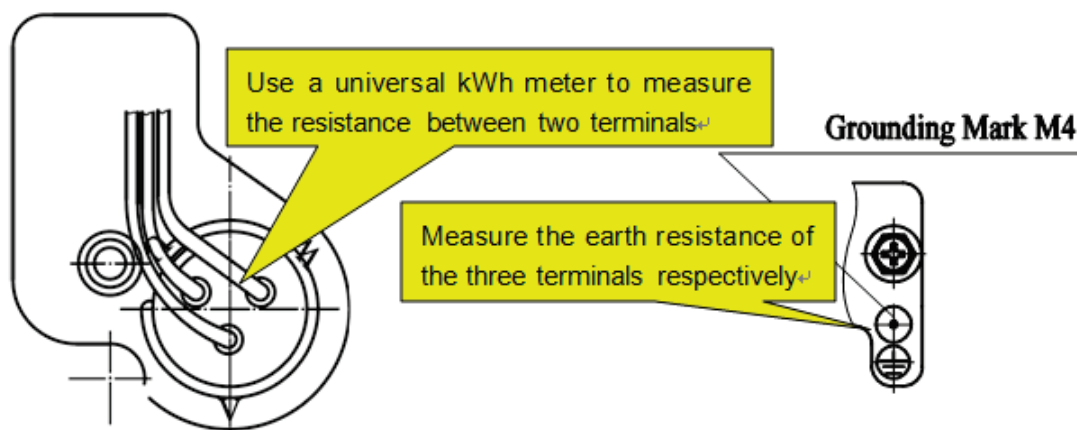 Use a universal kWh meter to measure
the resistance between two terminals↵
Grounding Mark M4
Measure the earth resistance of
the three terminals respectively↵
M